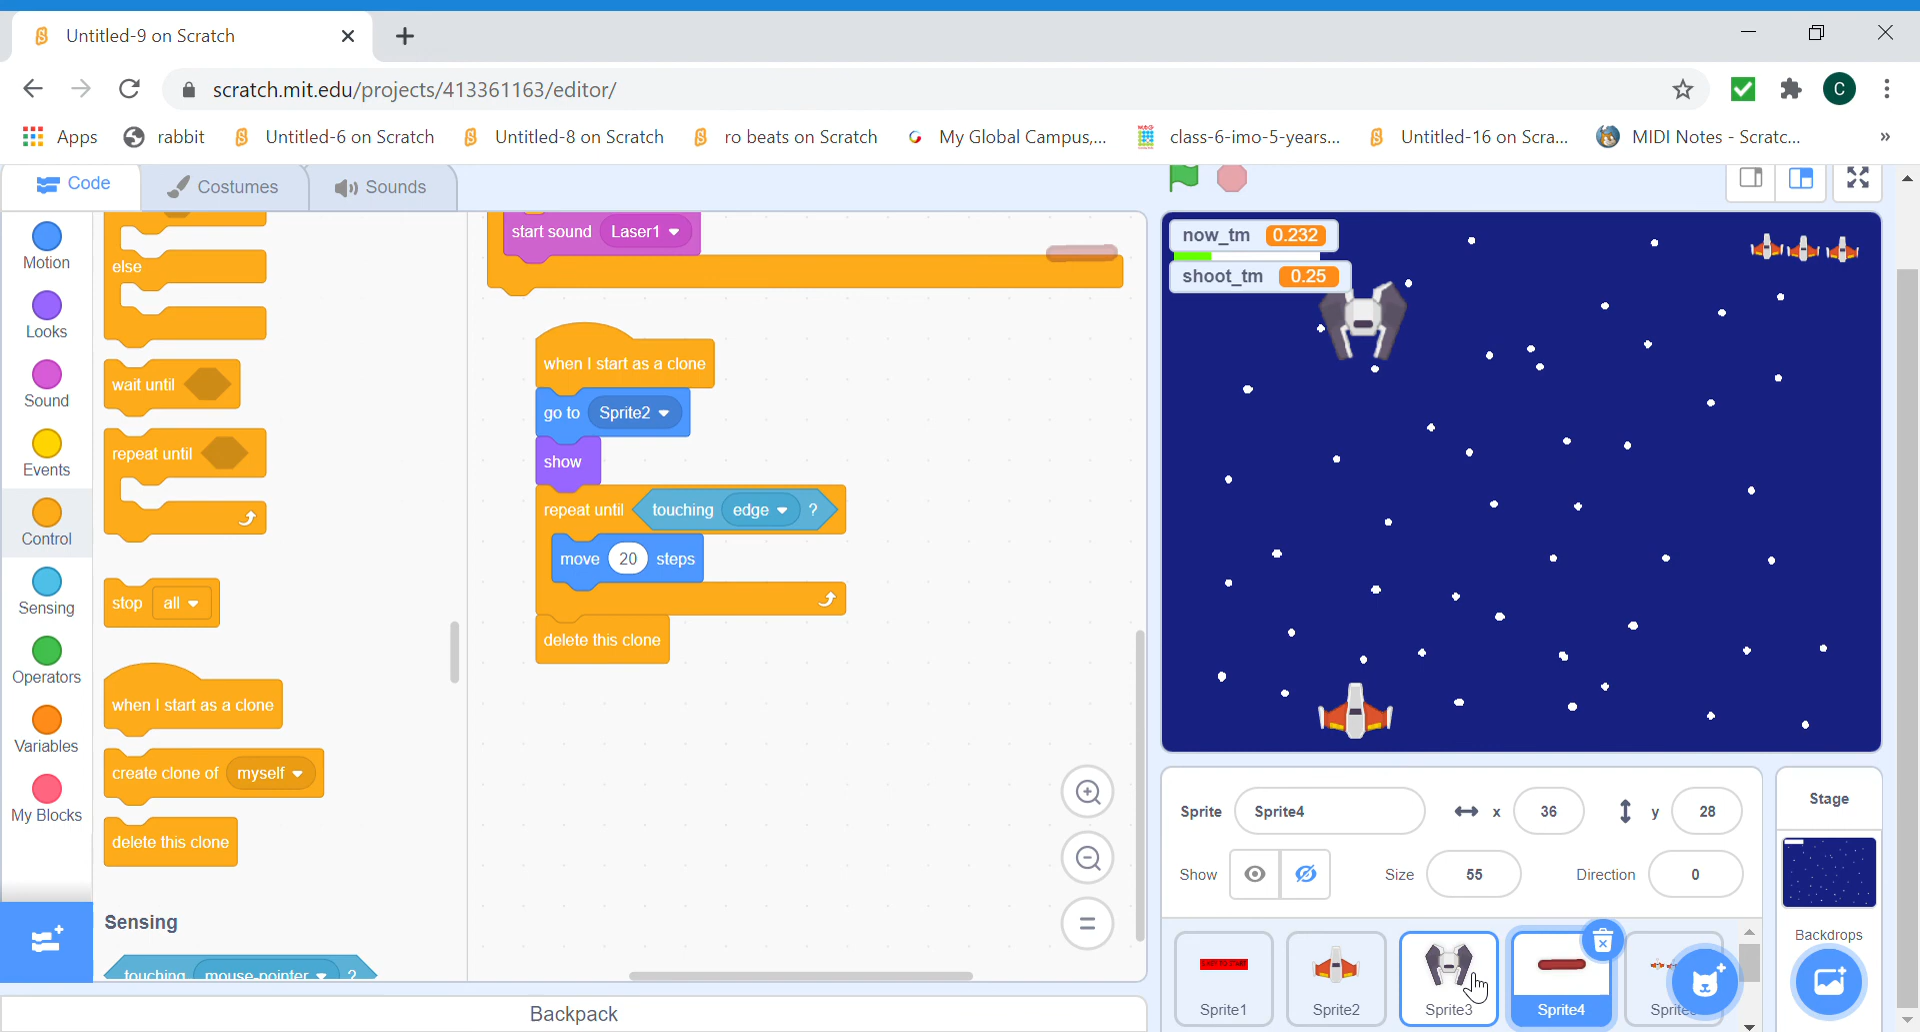 Untitled-9 on Scratch
scratch.mit.edu/projects/413361163/editor/
C
Apps rabbit Untitled-6 on Scratch Untitled-8 on Scratch ro beats on Scratch My Global Campus,... class-6-imo-5-years... Untitled-16 on Scra... MIDI Notes - Scratc... »
Code Costumes Sounds
Motion
Looks
Sound
Events
Control
Sensing
Operators
Variables
My Blocks
else
wait until
repeat until
stop all
when I start as a clone
create clone of myself
delete this clone
Sensing
touching mouse-pointer ?
start sound Laser1
when I start as a clone
go to Sprite2
show
repeat until touching edge ?
move 20 steps
delete this clone
Backpack
now_tm 0.232
shoot_tm 0.25
Sprite Sprite4 x 36 y 28
Show Size 55 Direction 0
Sprite1 Sprite2 Sprite3 Sprite4
Stage
Backdrops